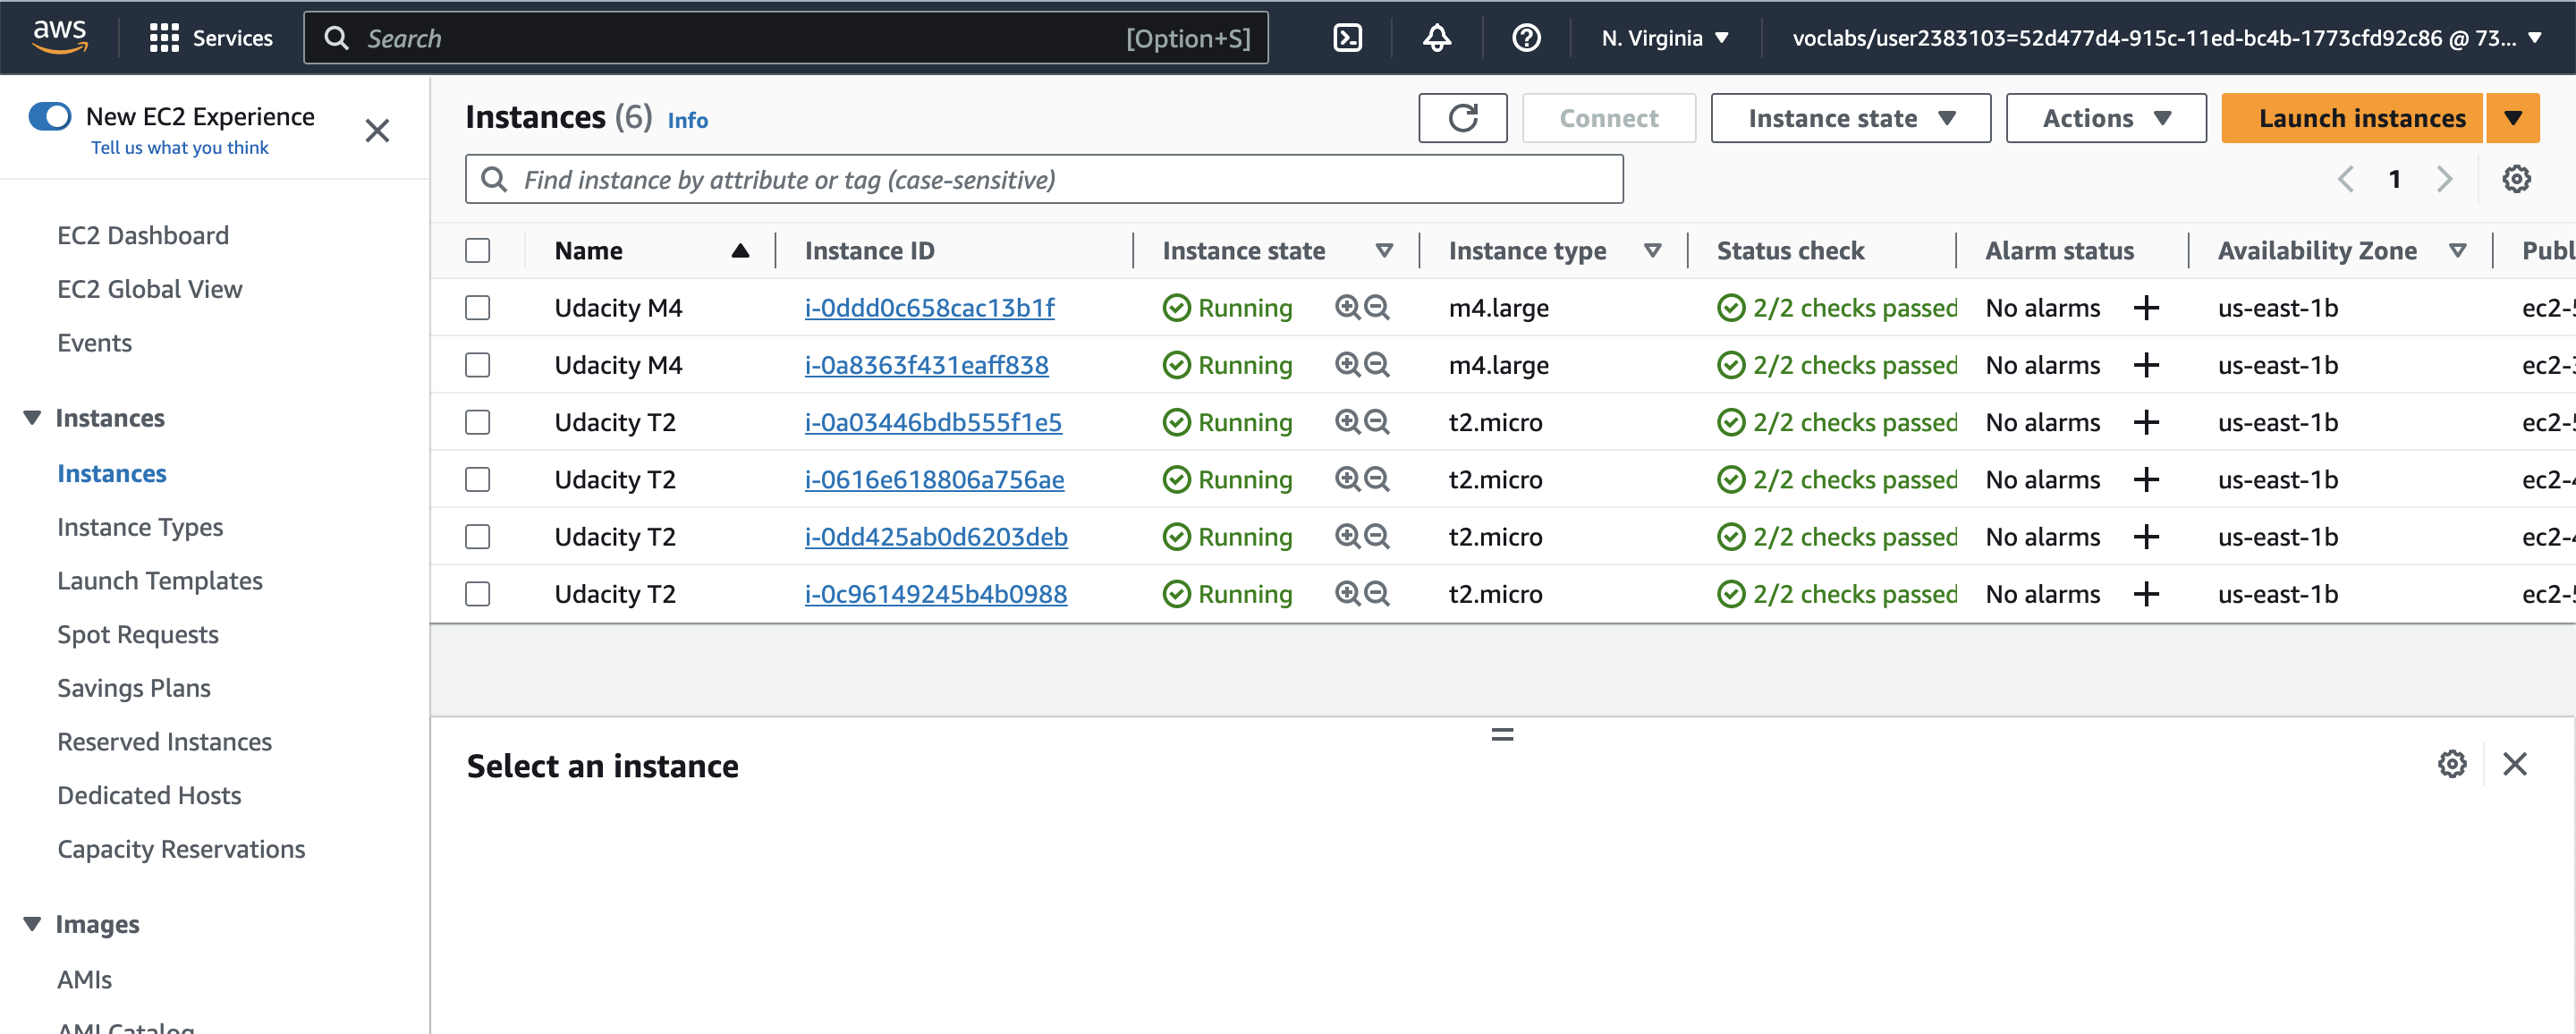 aws Services Search [Option+S] N. Virginia voclabs/user2383103=52d477d4-915c-11ed-bc4b-1773cfd92c86 @ 73...
New EC2 Experience
Tell us what you think
EC2 Dashboard
EC2 Global View
Events
Instances
Instances
Instance Types
Launch Templates
Spot Requests
Savings Plans
Reserved Instances
Dedicated Hosts
Capacity Reservations
Images
AMIs
AMI Catalog
Instances (6) Info Connect Instance state Actions Launch instances
Find instance by attribute or tag (case-sensitive) 1
Name Instance ID Instance state Instance type Status check Alarm status Availability Zone Publ
Udacity M4 i-0ddd0c658cac13b1f Running m4.large 2/2 checks passed No alarms + us-east-1b ec2-5
Udacity M4 i-0a8363f431eaff838 Running m4.large 2/2 checks passed No alarms + us-east-1b ec2-3
Udacity T2 i-0a03446bdb555f1e5 Running t2.micro 2/2 checks passed No alarms + us-east-1b ec2-5
Udacity T2 i-0616e618806a756ae Running t2.micro 2/2 checks passed No alarms + us-east-1b ec2-4
Udacity T2 i-0dd425ab0d6203deb Running t2.micro 2/2 checks passed No alarms + us-east-1b ec2-4
Udacity T2 i-0c96149245b4b0988 Running t2.micro 2/2 checks passed No alarms + us-east-1b ec2-5
Select an instance